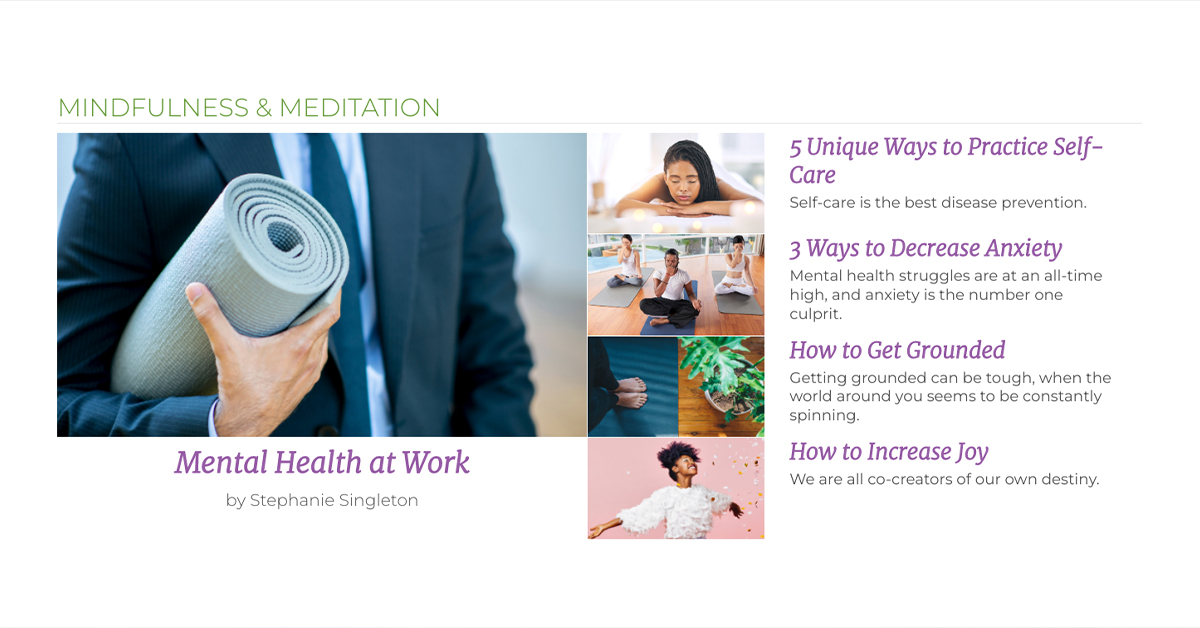 MINDFULNESS & MEDITATION
Mental Health at Work
by Stephanie Singleton
5 Unique Ways to Practice Self-
Care
Self-care is the best disease prevention.
3 Ways to Decrease Anxiety
Mental health struggles are at an all-time
high, and anxiety is the number one
culprit.
How to Get Grounded
Getting grounded can be tough, when the
world around you seems to be constantly
spinning.
How to Increase Joy
We are all co-creators of our own destiny.